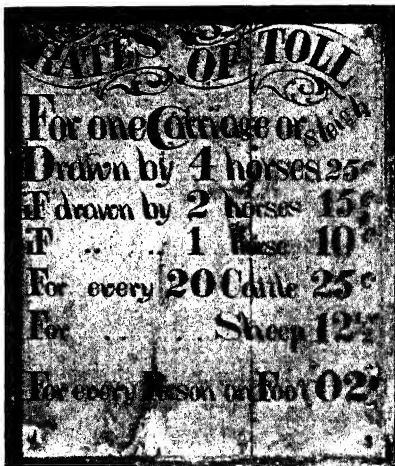 RATES OF TOLL
For one Carriage or sleigh
Drawn by 4 horses 25c
iF drawn by 2 horses 15c
iF .. .. 1 horse 10c
For every 20 Cattle 25c
For .. .. Sheep 12½
For every Person on Foot 02c